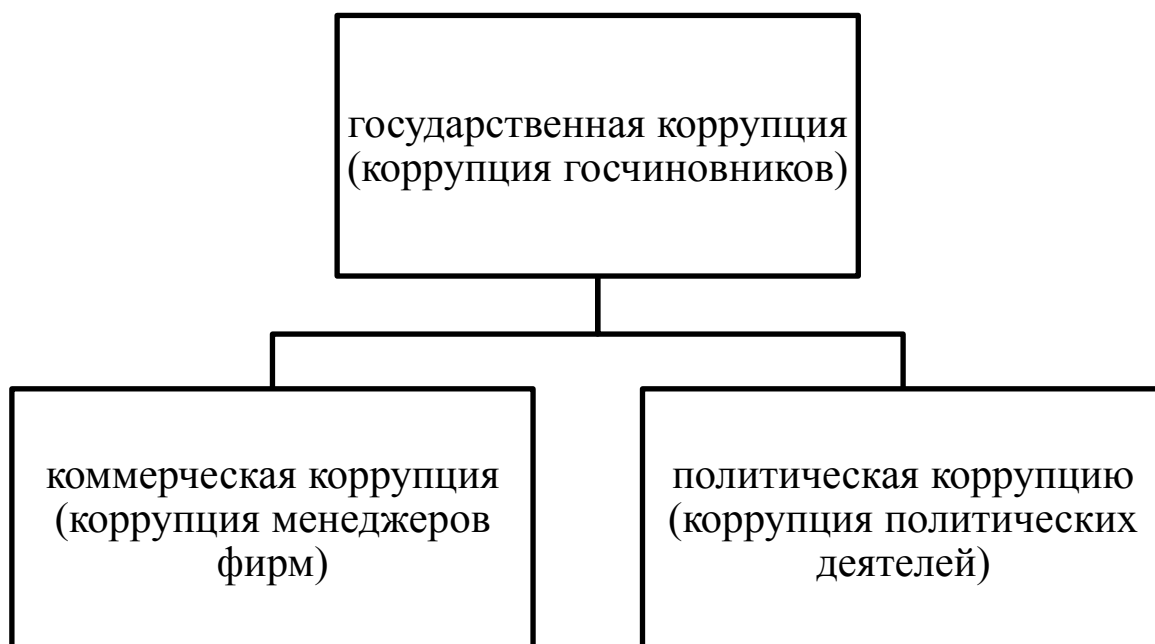 государственная коррупция
(коррупция госчиновников)
коммерческая коррупция
(коррупция менеджеров
фирм)
политическая коррупцию
(коррупция политических
деятелей)